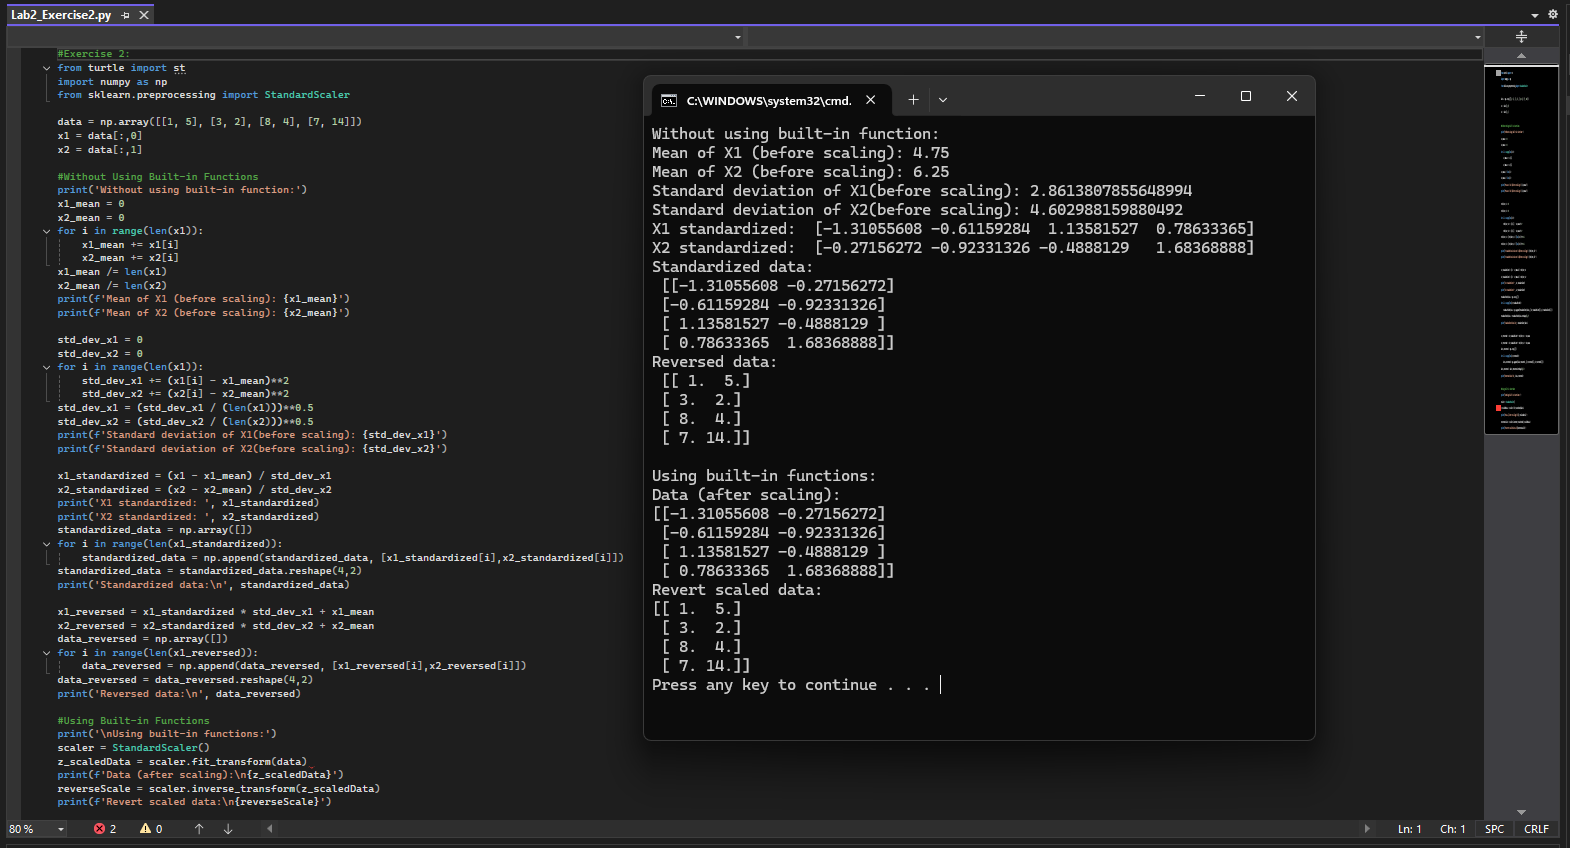 Lab2_Exercise2.py
#Exercise 2:
from turtle import st
import numpy as np
from sklearn.preprocessing import StandardScaler
data = np.array([[1, 5], [3, 2], [8, 4], [7, 14]])
x1 = data[:,0]
x2 = data[:,1]
#Without Using Built-in Functions
print('Without using built-in function:')
x1_mean = 0
x2_mean = 0
for i in range(len(x1)):
x1_mean += x1[i]
x2_mean += x2[i]
x1_mean /= len(x1)
x2_mean /= len(x2)
print(f'Mean of X1 (before scaling): {x1_mean}')
print(f'Mean of X2 (before scaling): {x2_mean}')
std_dev_x1 = 0
std_dev_x2 = 0
for i in range(len(x1)):
std_dev_x1 += (x1[i] - x1_mean)**2
std_dev_x2 += (x2[i] - x2_mean)**2
std_dev_x1 = (std_dev_x1 / (len(x1)))**0.5
std_dev_x2 = (std_dev_x2 / (len(x2)))**0.5
print(f'Standard deviation of X1(before scaling): {std_dev_x1}')
print(f'Standard deviation of X2(before scaling): {std_dev_x2}')
x1_standardized = (x1 - x1_mean) / std_dev_x1
x2_standardized = (x2 - x2_mean) / std_dev_x2
print('X1 standardized: ', x1_standardized)
print('X2 standardized: ', x2_standardized)
standardized_data = np.array([])
for i in range(len(x1_standardized)):
standardized_data = np.append(standardized_data, [x1_standardized[i],x2_standardized[i]])
standardized_data = standardized_data.reshape(4,2)
print('Standardized data:\n', standardized_data)
x1_reversed = x1_standardized * std_dev_x1 + x1_mean
x2_reversed = x2_standardized * std_dev_x2 + x2_mean
data_reversed = np.array([])
for i in range(len(x1_reversed)):
data_reversed = np.append(data_reversed, [x1_reversed[i],x2_reversed[i]])
data_reversed = data_reversed.reshape(4,2)
print('Reversed data:\n', data_reversed)
#Using Built-in Functions
print('\nUsing built-in functions:')
scaler = StandardScaler()
z_scaledData = scaler.fit_transform(data)
print(f'Data (after scaling):\n{z_scaledData}')
reverseScale = scaler.inverse_transform(z_scaledData)
print(f'Revert scaled data:\n{reverseScale}')
C:\WINDOWS\system32\cmd.
Without using built-in function:
Mean of X1 (before scaling): 4.75
Mean of X2 (before scaling): 6.25
Standard deviation of X1(before scaling): 2.8613807855648994
Standard deviation of X2(before scaling): 4.602988159880492
X1 standardized:  [-1.31055608 -0.61159284  1.13581527  0.78633365]
X2 standardized:  [-0.27156272 -0.92331326 -0.4888129   1.68368888]
Standardized data:
[[-1.31055608 -0.27156272]
[-0.61159284 -0.92331326]
[ 1.13581527 -0.4888129 ]
[ 0.78633365  1.68368888]]
Reversed data:
[[ 1.  5.]
[ 3.  2.]
[ 8.  4.]
[ 7. 14.]]
Using built-in functions:
Data (after scaling):
[[-1.31055608 -0.27156272]
[-0.61159284 -0.92331326]
[ 1.13581527 -0.4888129 ]
[ 0.78633365  1.68368888]]
Revert scaled data:
[[ 1.  5.]
[ 3.  2.]
[ 8.  4.]
[ 7. 14.]]
Press any key to continue . . .
80 % 2 0 Ln: 1 Ch: 1 SPC CRLF